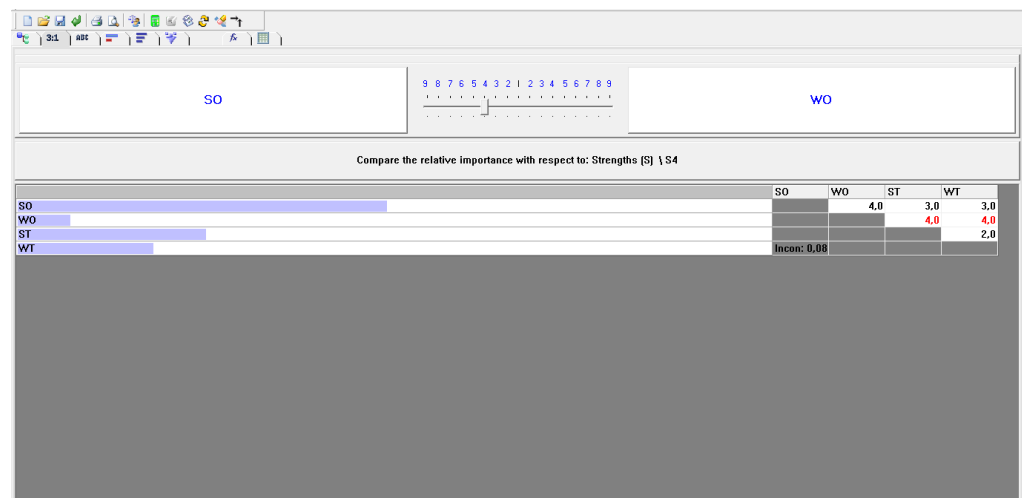 3:1 ABC fx
SO
9 8 7 6 5 4 3 2 1 2 3 4 5 6 7 8 9
WO
Compare the relative importance with respect to: Strengths (S) \ S4
SO WO ST WT
SO 4,0 3,0 3,0
WO 4,0 4,0
ST 2,0
WT Incon: 0,08